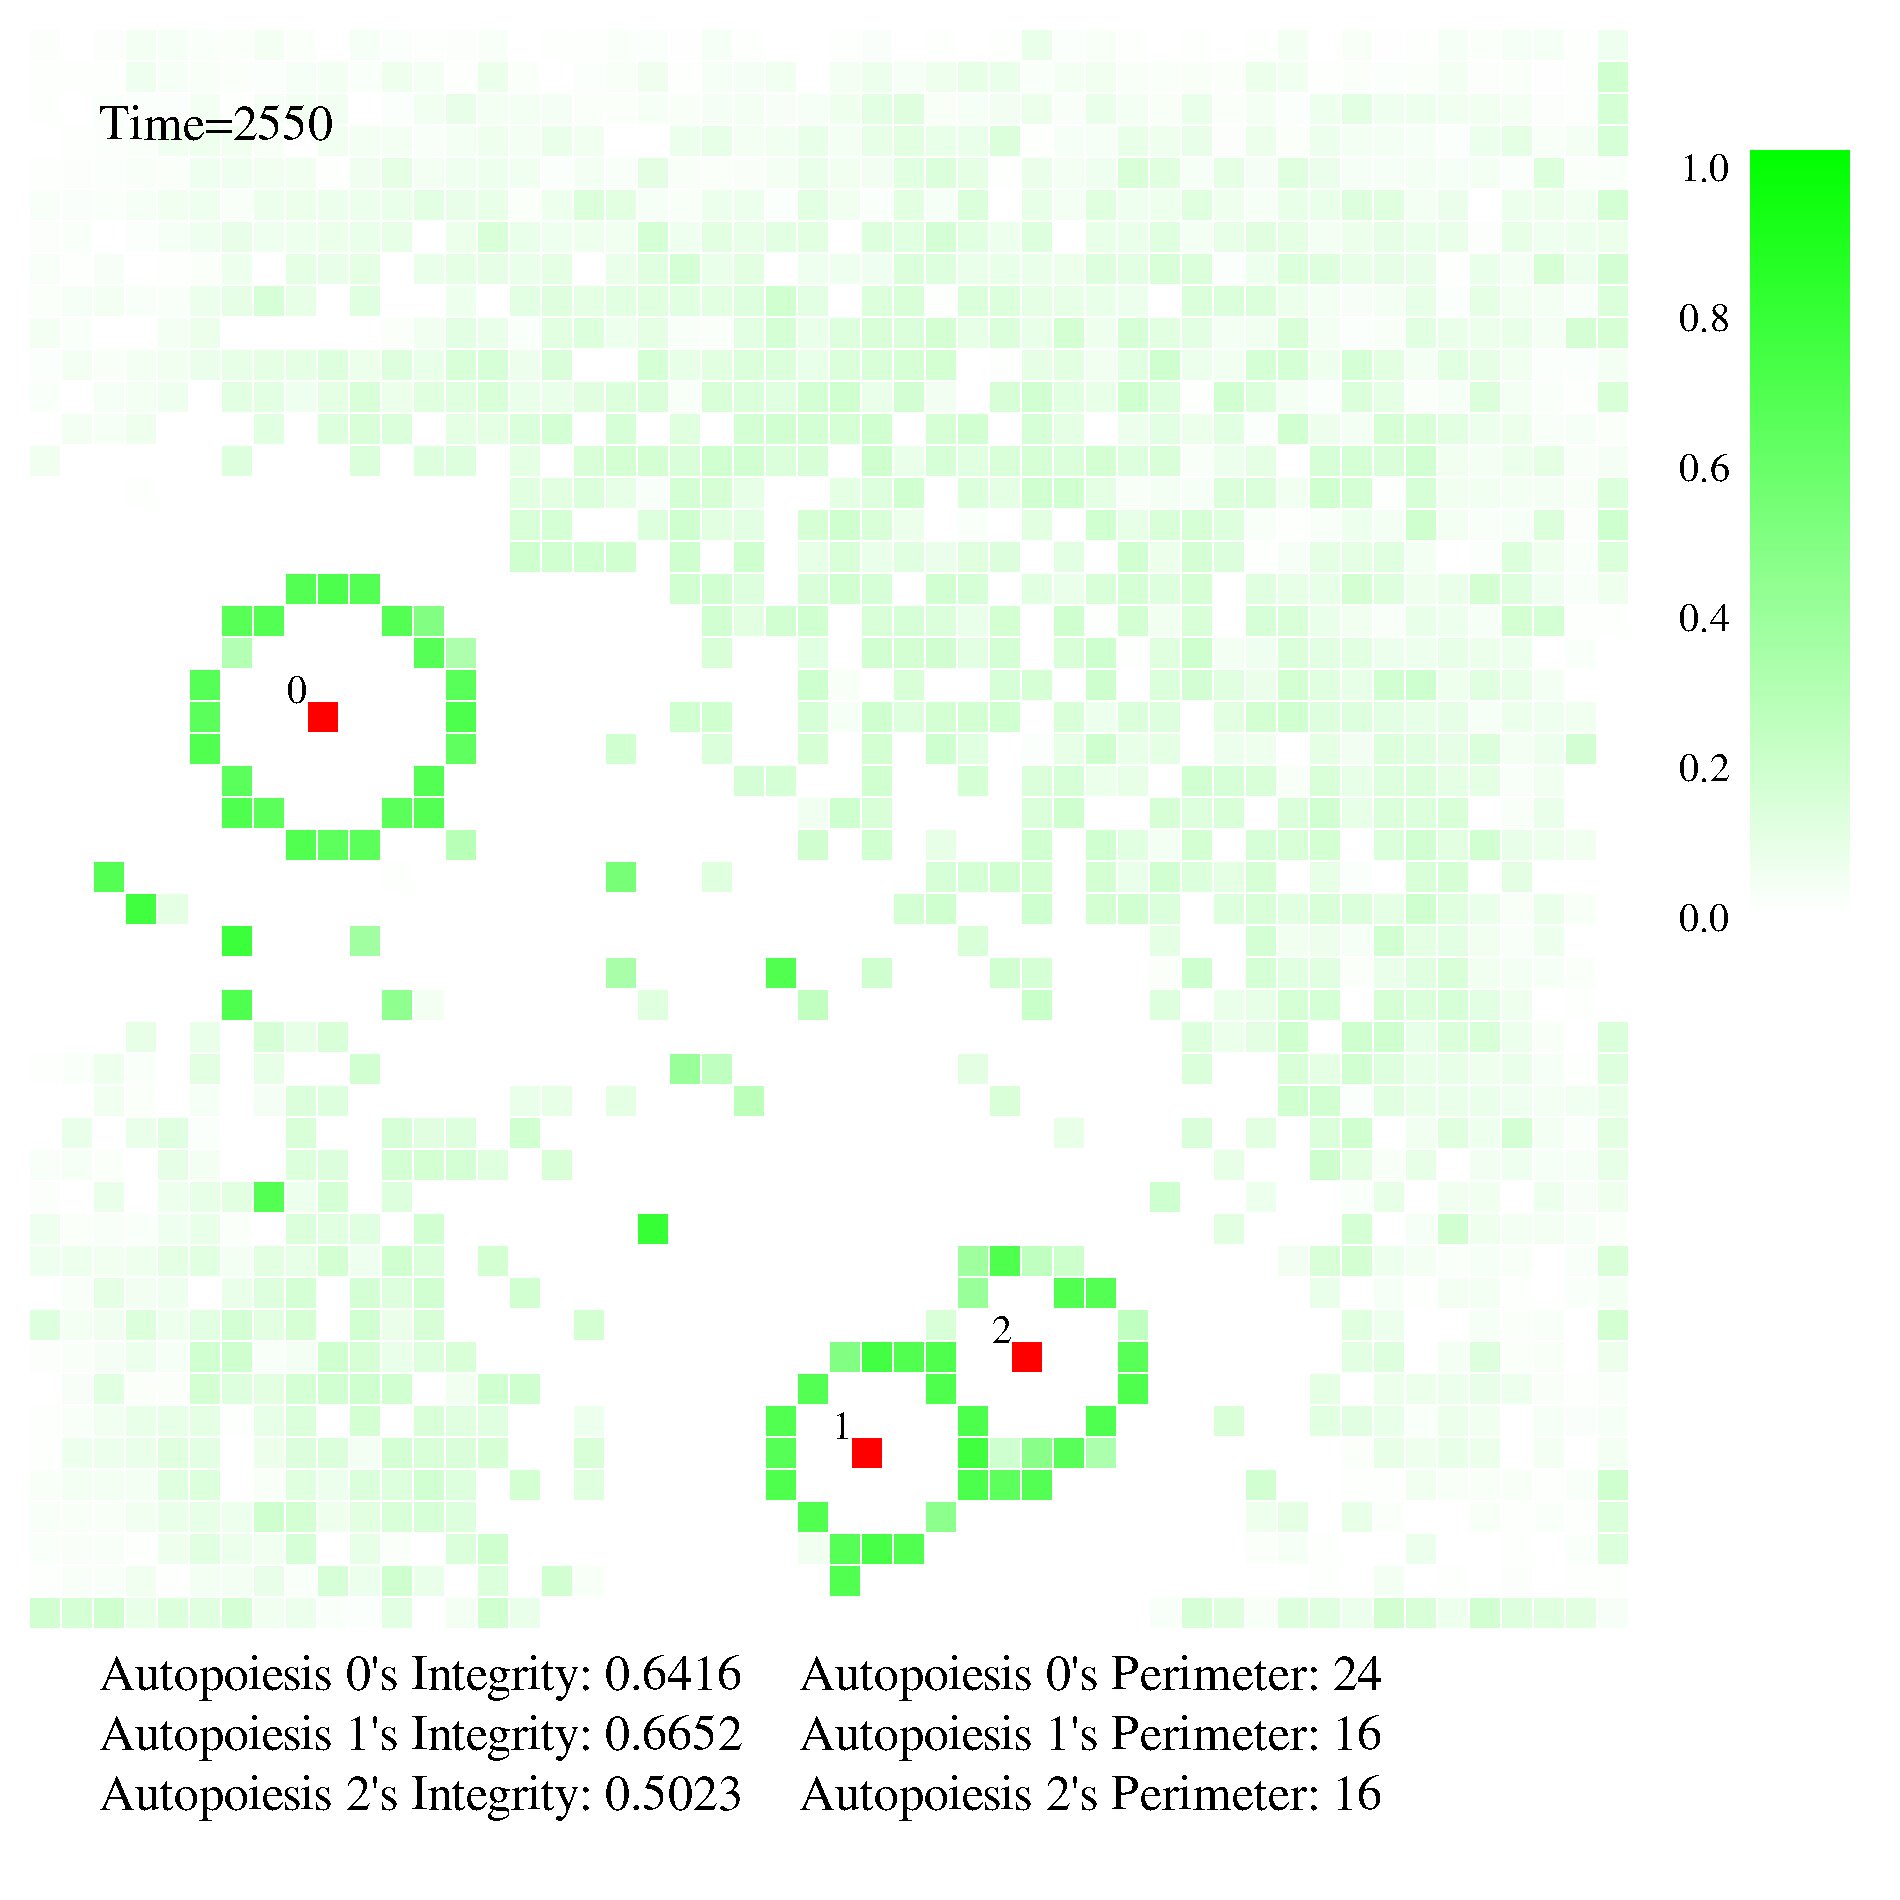 Time=2550
1.0
0.8
0.6
0.4
0.2
0.0
0
2
1
Autopoiesis 0's Integrity: 0.6416 Autopoiesis 0's Perimeter: 24
Autopoiesis 1's Integrity: 0.6652 Autopoiesis 1's Perimeter: 16
Autopoiesis 2's Integrity: 0.5023 Autopoiesis 2's Perimeter: 16